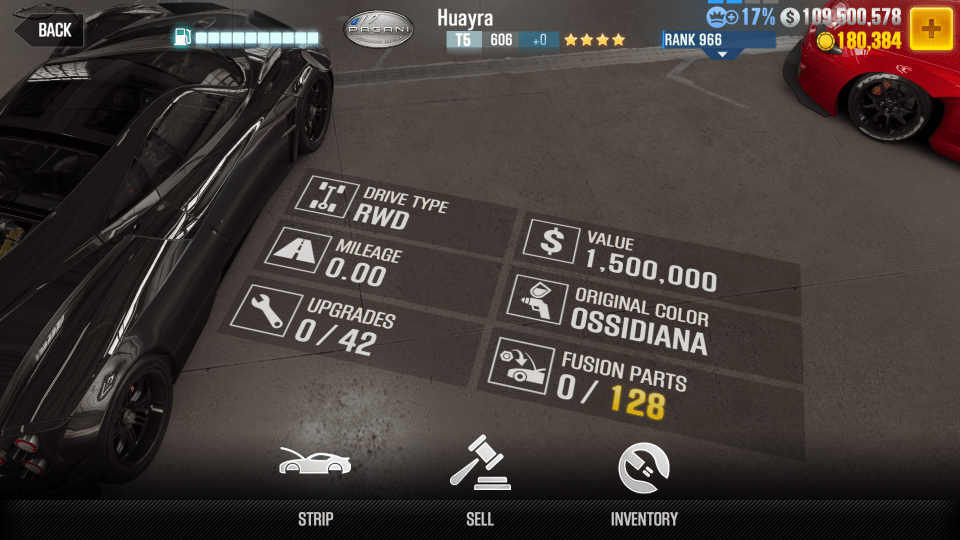 BACK
PAGANI
Huayra
T5 606 +0
17%
109,500,578
RANK 966
180,384
DRIVE TYPE
RWD
MILEAGE
0.00
UPGRADES
0 / 42
VALUE
1,500,000
ORIGINAL COLOR
OSSIDIANA
FUSION PARTS
0 / 128
STRIP
SELL
INVENTORY